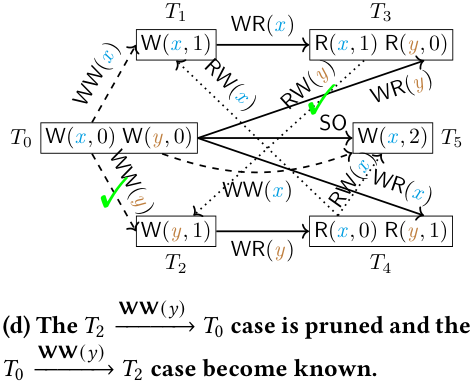 T₁ WR(x) T₃
W(x, 1) R(x, 1) R(y, 0)
WW(x) RW(x) RW(y) WR(y)
SO
T₀ W(x, 0) W(y, 0) W(x, 2) T₅
WW(y) WW(x) RW(x) WR(x)
W(y, 1) R(x, 0) R(y, 1)
WR(y)
T₂ T₄
(d) The T₂ —WW(y)→ T₀ case is pruned and the
T₀ —WW(y)→ T₂ case become known.